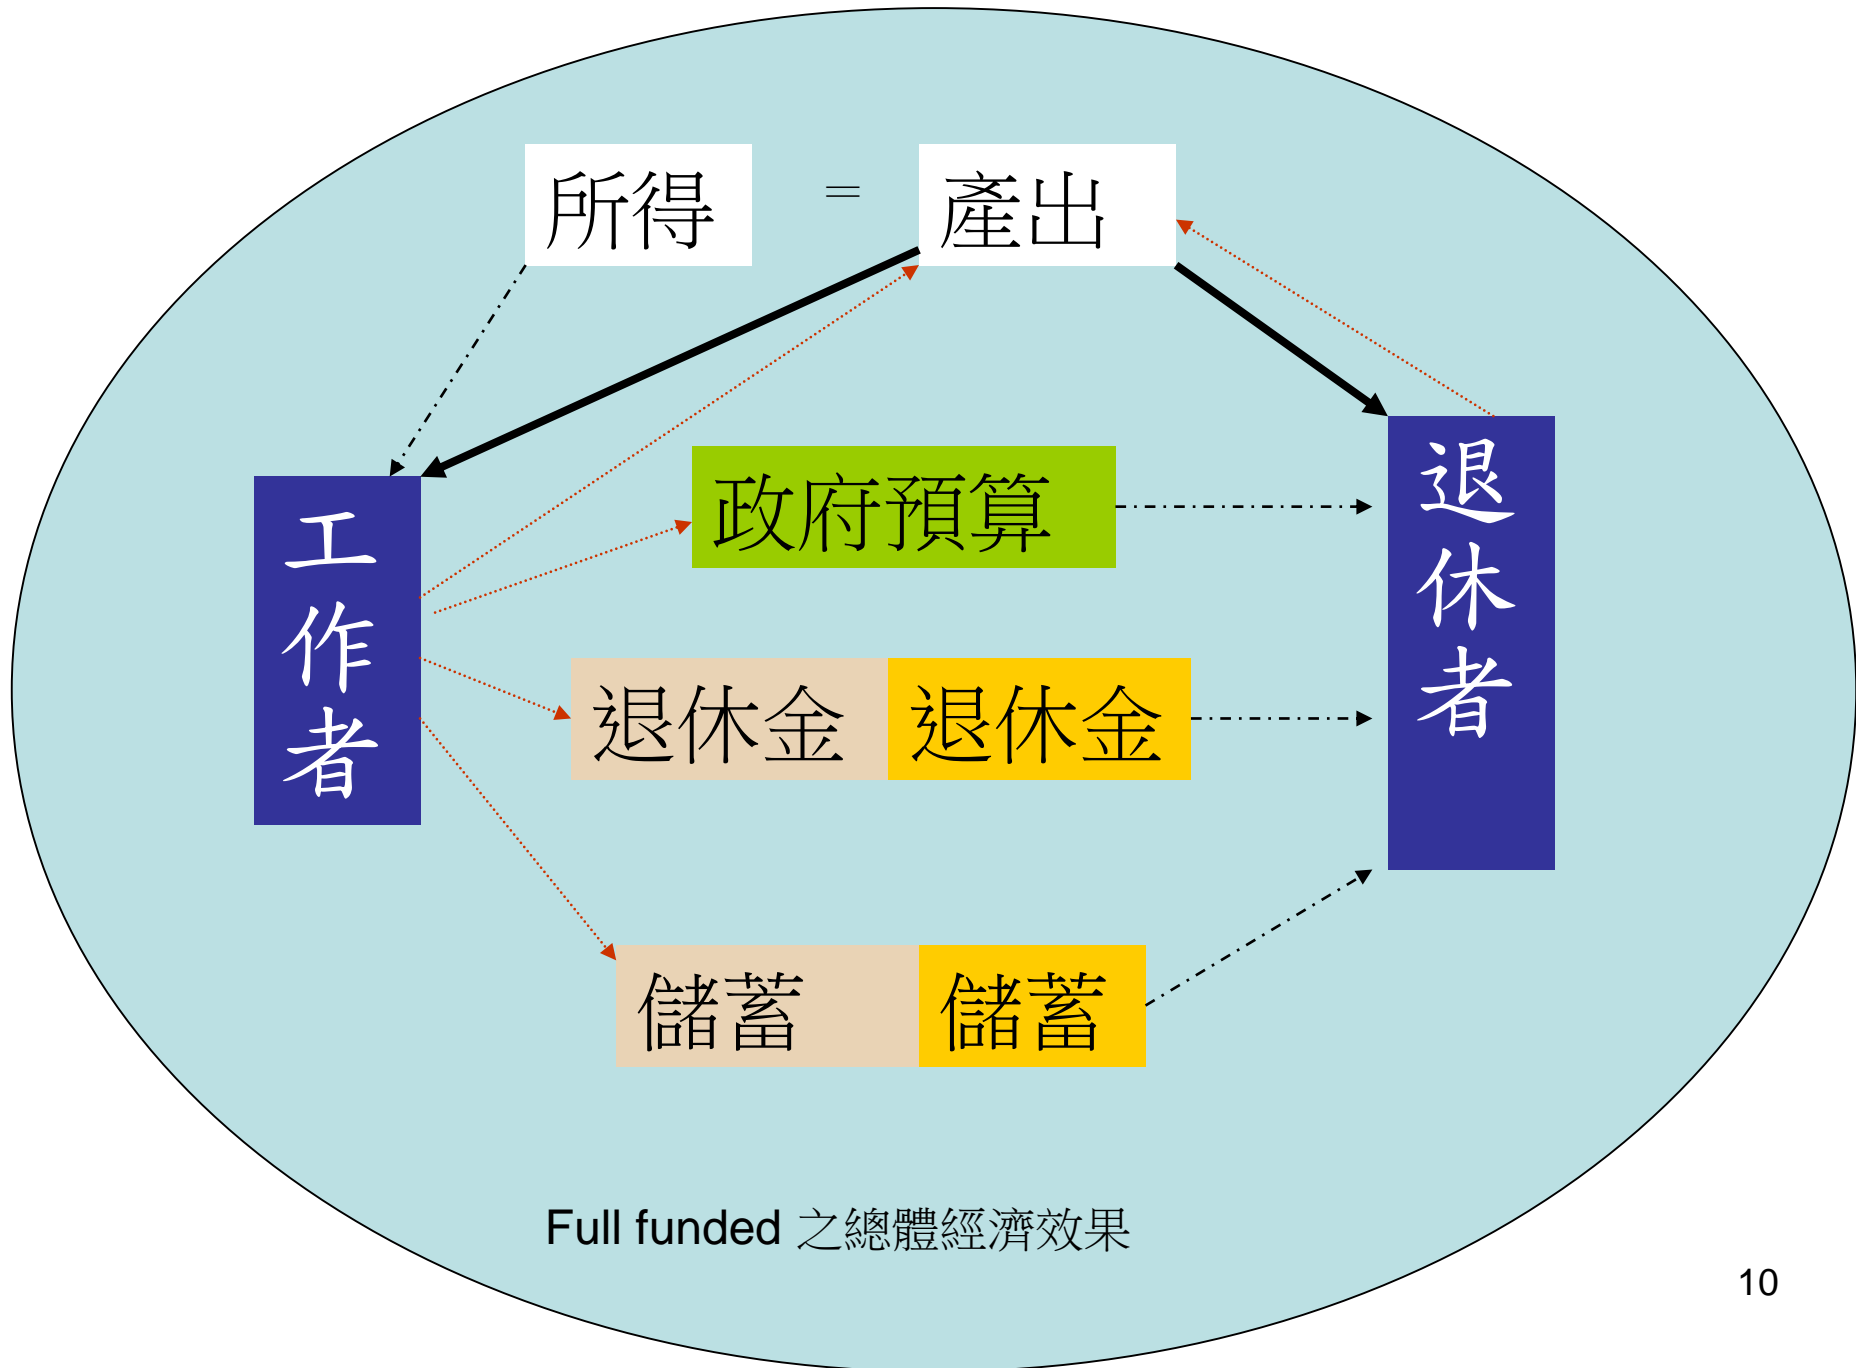 所得 = 產出
政府預算
工作者
退休者
退休金 退休金
儲蓄 儲蓄
Full funded 之總體經濟效果
10